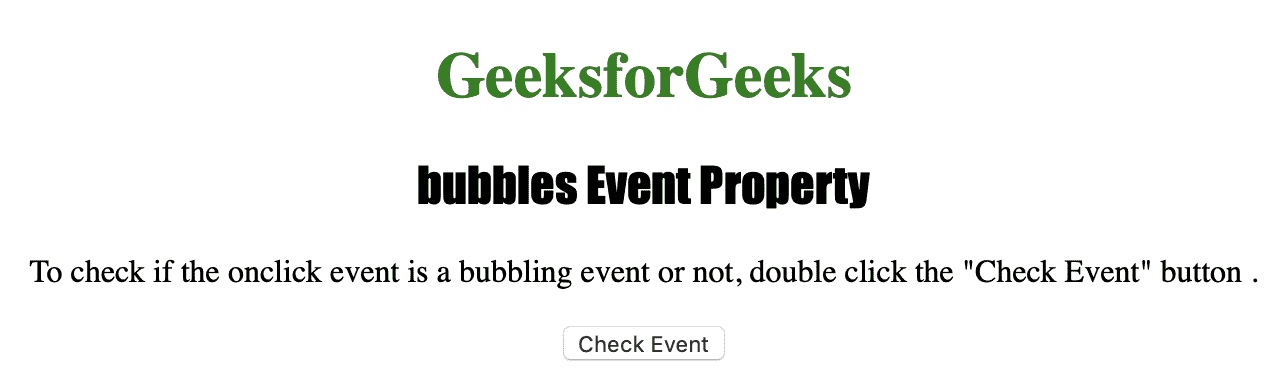 GeeksforGeeks
bubbles Event Property
To check if the onclick event is a bubbling event or not, double click the "Check Event" button .
Check Event